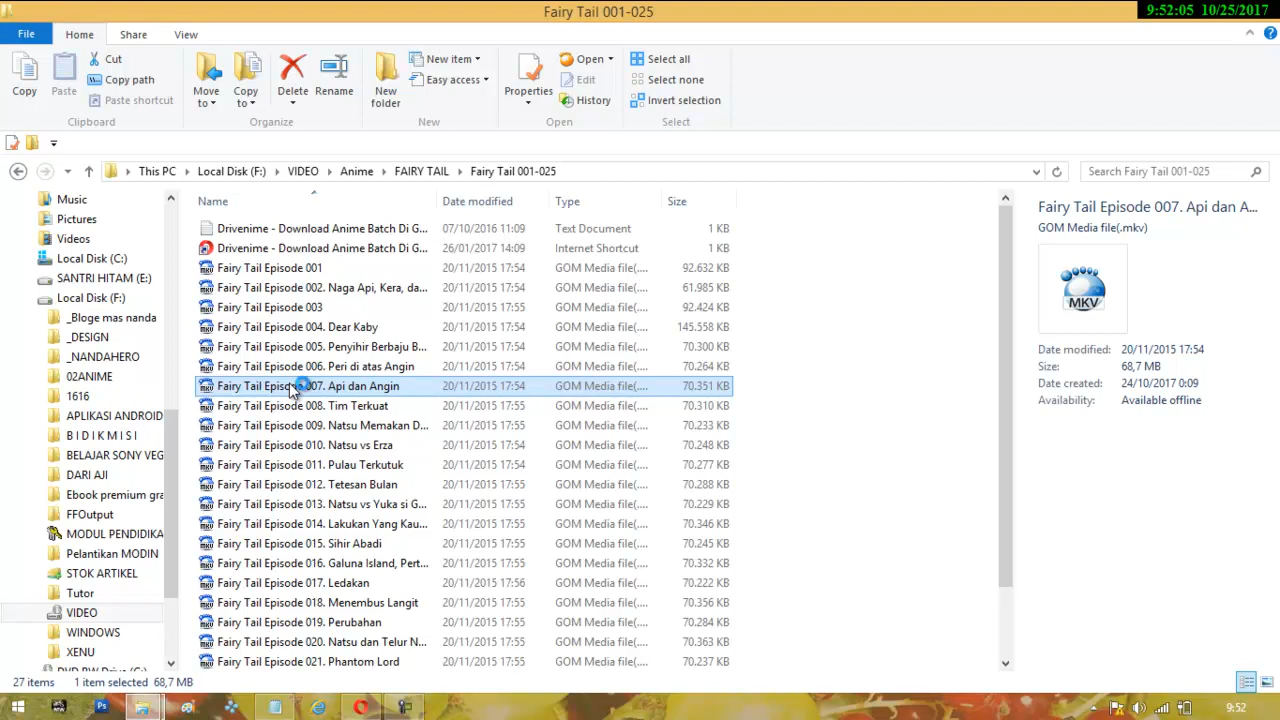 Fairy Tail 001-025
9:52:05 10/25/2017
File Home Share View
Copy
Paste
Cut
Copy path
Paste shortcut
Clipboard
Move to
Copy to
Delete
Rename
Organize
New folder
New item
Easy access
New
Properties
Open
Edit
History
Open
Select all
Select none
Invert selection
Select
This PC Local Disk (F:) VIDEO Anime FAIRY TAIL Fairy Tail 001-025
Search Fairy Tail 001-025
Music
Pictures
Videos
Local Disk (C:)
SANTRI HITAM (E:)
Local Disk (F:)
_Bloge mas nanda
_DESIGN
_NANDAHERO
02ANIME
1616
APLIKASI ANDROID
B I D I K M I S I
BELAJAR SONY VEG
DARI AJI
Ebook premium gra
FFOutput
MODUL PENDIDIKA
Pelantikan MODIN
STOK ARTIKEL
Tutor
VIDEO
WINDOWS
XENU
Name Date modified Type Size
Drivenime - Download Anime Batch Di G... 07/10/2016 11:09 Text Document 1 KB
Drivenime - Download Anime Batch Di G... 26/01/2017 14:09 Internet Shortcut 1 KB
Fairy Tail Episode 001 20/11/2015 17:54 GOM Media file(.... 92.632 KB
Fairy Tail Episode 002. Naga Api, Kera, da... 20/11/2015 17:54 GOM Media file(.... 61.985 KB
Fairy Tail Episode 003 20/11/2015 17:55 GOM Media file(.... 92.424 KB
Fairy Tail Episode 004. Dear Kaby 20/11/2015 17:54 GOM Media file(.... 145.558 KB
Fairy Tail Episode 005. Penyihir Berbaju B... 20/11/2015 17:54 GOM Media file(.... 70.300 KB
Fairy Tail Episode 006. Peri di atas Angin 20/11/2015 17:54 GOM Media file(.... 70.264 KB
Fairy Tail Episode 007. Api dan Angin 20/11/2015 17:54 GOM Media file(.... 70.351 KB
Fairy Tail Episode 008. Tim Terkuat 20/11/2015 17:55 GOM Media file(.... 70.310 KB
Fairy Tail Episode 009. Natsu Memakan D... 20/11/2015 17:55 GOM Media file(.... 70.233 KB
Fairy Tail Episode 010. Natsu vs Erza 20/11/2015 17:54 GOM Media file(.... 70.248 KB
Fairy Tail Episode 011. Pulau Terkutuk 20/11/2015 17:54 GOM Media file(.... 70.277 KB
Fairy Tail Episode 012. Tetesan Bulan 20/11/2015 17:55 GOM Media file(.... 70.288 KB
Fairy Tail Episode 013. Natsu vs Yuka si G... 20/11/2015 17:55 GOM Media file(.... 70.229 KB
Fairy Tail Episode 014. Lakukan Yang Kau... 20/11/2015 17:55 GOM Media file(.... 70.346 KB
Fairy Tail Episode 015. Sihir Abadi 20/11/2015 17:55 GOM Media file(.... 70.245 KB
Fairy Tail Episode 016. Galuna Island, Pert... 20/11/2015 17:55 GOM Media file(.... 70.332 KB
Fairy Tail Episode 017. Ledakan 20/11/2015 17:56 GOM Media file(.... 70.222 KB
Fairy Tail Episode 018. Menembus Langit 20/11/2015 17:55 GOM Media file(.... 70.356 KB
Fairy Tail Episode 019. Perubahan 20/11/2015 17:55 GOM Media file(.... 70.284 KB
Fairy Tail Episode 020. Natsu dan Telur N... 20/11/2015 17:55 GOM Media file(.... 70.363 KB
Fairy Tail Episode 021. Phantom Lord 20/11/2015 17:55 GOM Media file(.... 70.237 KB
Fairy Tail Episode 007. Api dan A...
GOM Media file(.mkv)
MKV
Date modified: 20/11/2015 17:54
Size: 68,7 MB
Date created: 24/10/2017 0:09
Availability: Available offline
27 items 1 item selected 68,7 MB
9:52